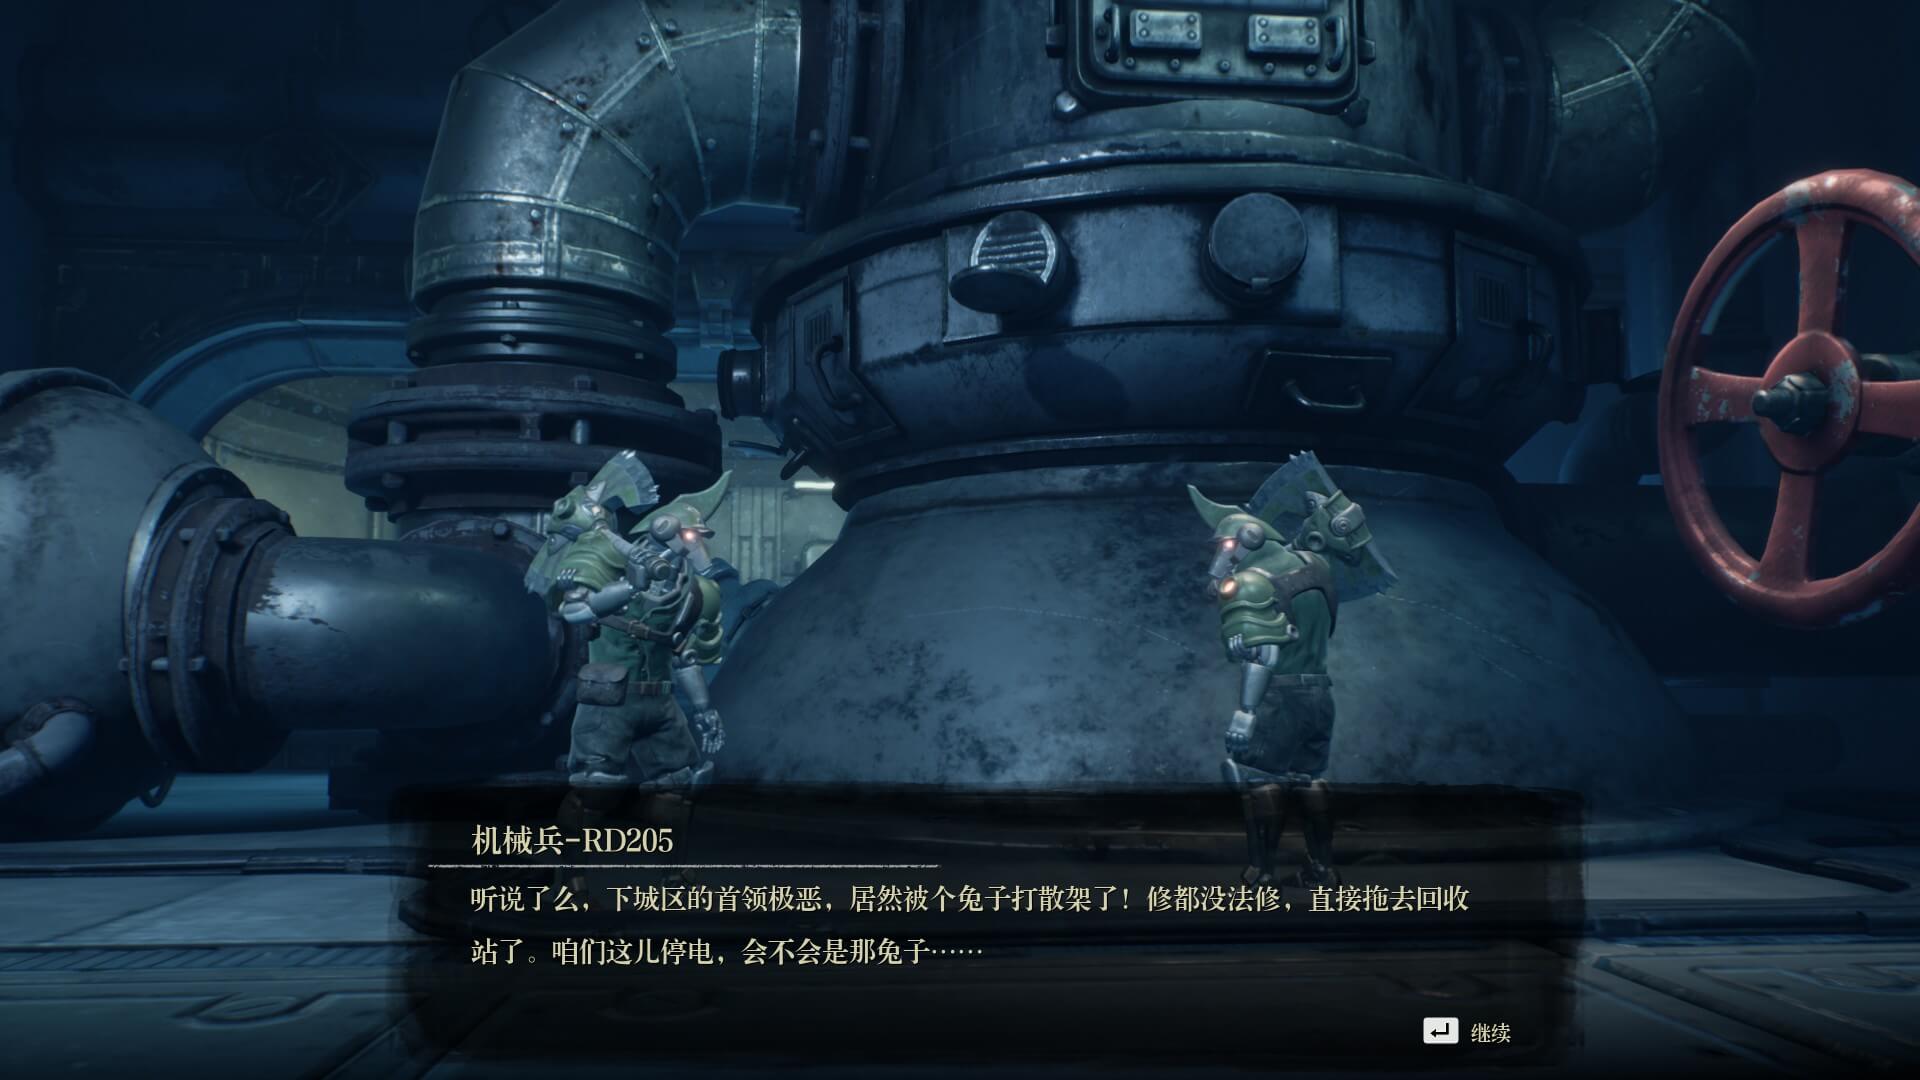 机械兵-RD205
听说了么，下城区的首领极恶，居然被个兔子打散架了！修都没法修，直接拖去回收
站了。咱们这儿停电，会不会是那兔子……
继续